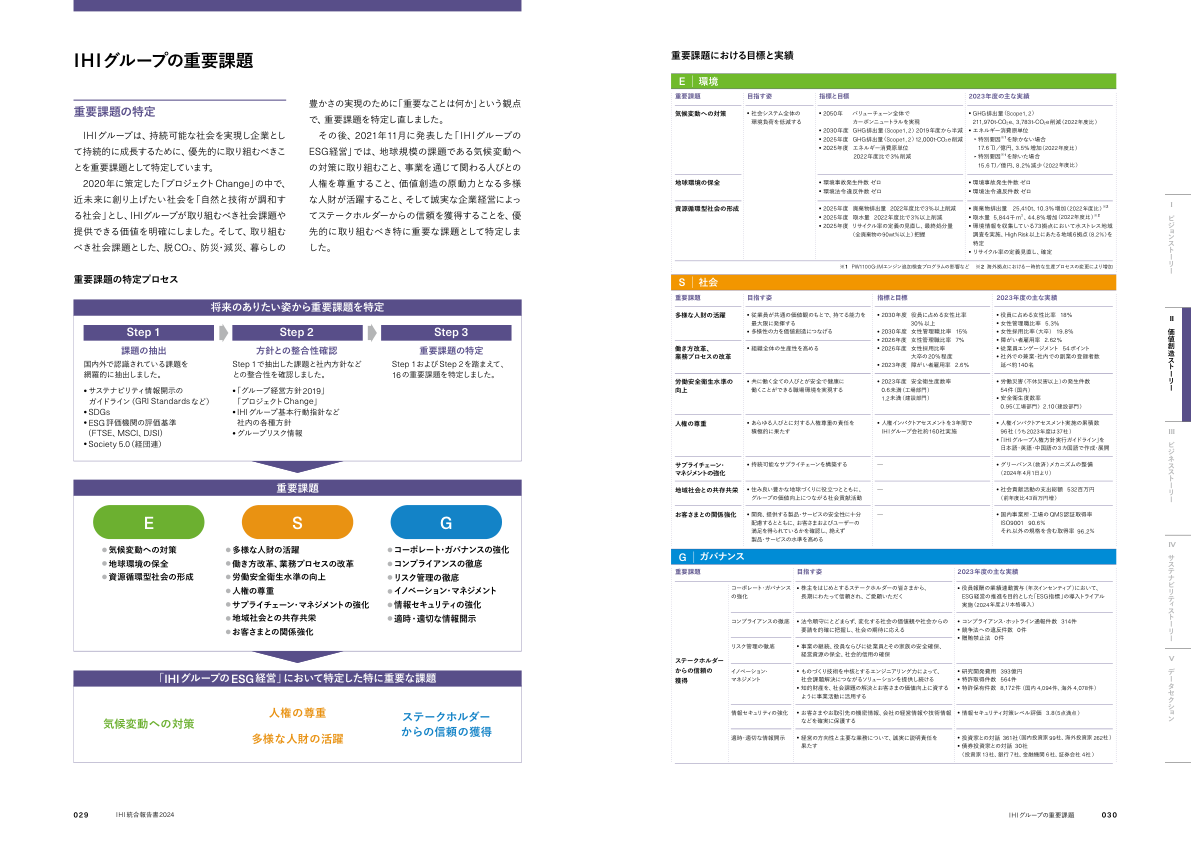 IHIグループの重要課題
重要課題の特定
IHIグループは、持続可能な社会を実現し企業とし
て持続的に成長するために、優先的に取り組むべきこ
とを重要課題として特定しています。
2020年に策定した「プロジェクトChange」の中で、
近未来に創り上げたい社会を「自然と技術が調和す
る社会」とし、IHIグループが取り組むべき社会課題や
提供できる価値を明確にしました。そして、取り組む
べき社会課題とした、脱CO₂、防災・減災、暮らしの
豊かさの実現のために「重要なことは何か」という観点
で、重要課題を特定し直しました。
その後、2021年11月に発表した「IHIグループの
ESG経営」では、地球規模の課題である気候変動へ
の対策に取り組むこと、事業を通じて関わる人びとの
人権を尊重すること、価値創造の原動力となる多様
な人財が活躍すること、そして誠実な企業経営によっ
てステークホルダーからの信頼を獲得することを、優
先的に取り組むべき特に重要な課題として特定しま
した。
重要課題の特定プロセス
将来のありたい姿から重要課題を特定
Step 1
課題の抽出
国内外で認識されている課題を
網羅的に抽出しました。
• サステナビリティ情報開示の
ガイドライン（GRI Standardsなど）
• SDGs
• ESG評価機関の評価基準
（FTSE, MSCI, DJSI）
• Society 5.0（経団連）
Step 2
方針との整合性確認
Step 1で抽出した課題と社内方針など
との整合性を確認しました。
• 「グループ経営方針2019」
「プロジェクトChange」
• IHIグループ基本行動指針など
社内の各種方針
• グループリスク情報
Step 3
重要課題の特定
Step 1およびStep 2を踏まえて、
16の重要課題を特定しました。
重要課題
E
気候変動への対策
地球環境の保全
資源循環型社会の形成
S
多様な人財の活躍
働き方改革、業務プロセスの改革
労働安全衛生水準の向上
人権の尊重
サプライチェーン・マネジメントの強化
地域社会との共存共栄
お客さまとの関係強化
G
コーポレート・ガバナンスの強化
コンプライアンスの徹底
リスク管理の徹底
イノベーション・マネジメント
情報セキュリティの強化
適時・適切な情報開示
「IHIグループのESG経営」において特定した特に重要な課題
気候変動への対策
人権の尊重
多様な人財の活躍
ステークホルダー
からの信頼の獲得
029 IHI統合報告書2024
重要課題における目標と実績
E 環境
重要課題 目指す姿 指標と目標 2023年度の主な実績
気候変動への対策
• 社会システム全体の
環境負荷を低減する
• 2050年 バリューチェーン全体で
カーボンニュートラルを実現
• 2030年度 GHG排出量（Scope1, 2）2019年度から半減
• 2025年度 GHG排出量（Scope1, 2）12,000t-CO₂e削減
• 2025年度 エネルギー消費原単位
2022年度比で3%削減
• GHG排出量（Scope1, 2）
211,970t-CO₂e、3,783t-CO₂e削減（2022年度比）
• エネルギー消費原単位
・特別要因※1を除かない場合
17.6 TJ／億円、3.5%増加（2022年度比）
・特別要因※1を除いた場合
15.6 TJ／億円、8.2%減少（2022年度比）
地球環境の保全
• 環境事故発生件数 ゼロ
• 環境法令違反件数 ゼロ
• 環境事故発生件数 ゼロ
• 環境法令違反件数 ゼロ
資源循環型社会の形成
• 2025年度 廃棄物排出量 2022年度比で3%以上削減
• 2025年度 取水量 2022年度比で3%以上削減
• 2025年度 リサイクル率の定義の見直し、最終処分量
（全廃棄物の90wt%以上）把握
• 廃棄物排出量 25,410t、10.3%増加（2022年度比）※2
• 取水量 5,844千m³、44.8%増加（2022年度比）※2
• 環境情報を収集している73拠点において水ストレス地域
調査を実施。High Risk以上にあたる地域6拠点（8.2%）を
特定
• リサイクル率の定義見直し、確定
※1 PW1100G-JMエンジン追加検査プログラムの影響など ※2 海外拠点における一時的な生産プロセスの変更により増加
S 社会
重要課題 目指す姿 指標と目標 2023年度の主な実績
多様な人財の活躍
• 従業員が共通の価値観のもとで、持てる能力を
最大限に発揮する
• 多様性の力を価値創造につなげる
• 2030年度 役員に占める女性比率
30%以上
• 2030年度 女性管理職比率 15%
• 2026年度 女性管理職比率 7%
• 2026年度 女性採用比率
大卒の20%程度
• 2023年度 障がい者雇用率 2.6%
• 役員に占める女性比率 18%
• 女性管理職比率 5.3%
• 女性採用比率（大卒） 19.8%
• 障がい者雇用率 2.62%
• 従業員エンゲージメント 54ポイント
• 社外での兼業・社内での副業の登録者数
延べ約140名
働き方改革、
業務プロセスの改革
• 組織全体の生産性を高める
労働安全衛生水準の
向上
• 共に働く全ての人びとが安全で健康に
働くことができる職場環境を実現する
• 2023年度 安全衛生度数率
0.6未満（工場部門）
1.2未満（建設部門）
• 労働災害（不休災害以上）の発生件数
54件（国内）
• 安全衛生度数率
0.95（工場部門） 2.10（建設部門）
人権の尊重
• あらゆる人びとに対する人権尊重の責任を
積極的に果たす
• 人権インパクトアセスメントを3年間で
IHIグループ会社約160社実施
• 人権インパクトアセスメント実施の累積数
96社（うち2023年度は37社）
• 「IHIグループ人権方針実行ガイドライン」を
日本語・英語・中国語の3カ国語で作成・展開
サプライチェーン・
マネジメントの強化
• 持続可能なサプライチェーンを構築する
—
• グリーバンス（救済）メカニズムの整備
（2024年4月1日より）
地域社会との共存共栄
• 住み良い豊かな地球づくりに役立つとともに、
グループの価値向上につながる社会貢献活動
—
• 社会貢献活動の支出総額 532百万円
（前年度比43百万円増）
お客さまとの関係強化
• 開発、提供する製品・サービスの安全性に十分
配慮するとともに、お客さまおよびユーザーの
満足を得られているかを確認し、絶えず
製品・サービスの水準を高める
—
• 国内事業所・工場のQMS認証取得率
ISO9001 90.6%
それ以外の規格を含む取得率 96.2%
G ガバナンス
重要課題 目指す姿 2023年度の主な実績
ステークホルダー
からの信頼の
獲得
コーポレート・ガバナンス
の強化
• 株主をはじめとするステークホルダーの皆さまから、
長期にわたって信頼され、ご愛顧いただく
• 役員報酬の業績連動賞与（年次インセンティブ）において、
ESG経営の推進を目的とした「ESG指標」の導入トライアル
実施（2024年度より本格導入）
コンプライアンスの徹底
• 法令順守にとどまらず、変化する社会の価値観や社会からの
要請を的確に把握し、社会の期待に応える
• コンプライアンス・ホットライン通報件数 314件
• 競争法への違反件数 0件
• 贈賄禁止法 0件
リスク管理の徹底
• 事業の継続、役員ならびに従業員とその家族の安全確保、
経営資源の保全、社会的信用の確保
イノベーション・
マネジメント
• ものづくり技術を中核とするエンジニアリング力によって、
社会課題解決につながるソリューションを提供し続ける
• 知的財産を、社会課題の解決とお客さまの価値向上に資する
ように事業活動に活用する
• 研究開発費用 393億円
• 特許取得件数 564件
• 特許保有件数 8,172件（国内4,094件、海外4,078件）
情報セキュリティの強化
• お客さまやお取引先の機密情報、会社の経営情報や技術情報
などを確実に保護する
• 情報セキュリティ対策レベル評価 3.8（5点満点）
適時・適切な情報開示
• 経営の方向性と主要な業務について、誠実に説明責任を
果たす
• 投資家との対話 361社（国内投資家99社、海外投資家262社）
• 債券投資家との対話 30社
（投資家13社、銀行7社、金融機関6社、証券会社4社）
I ビジョンストーリー
II 価値創造ストーリー
III ビジネスストーリー
IV サステナビリティストーリー
V データセクション
IHIグループの重要課題 030